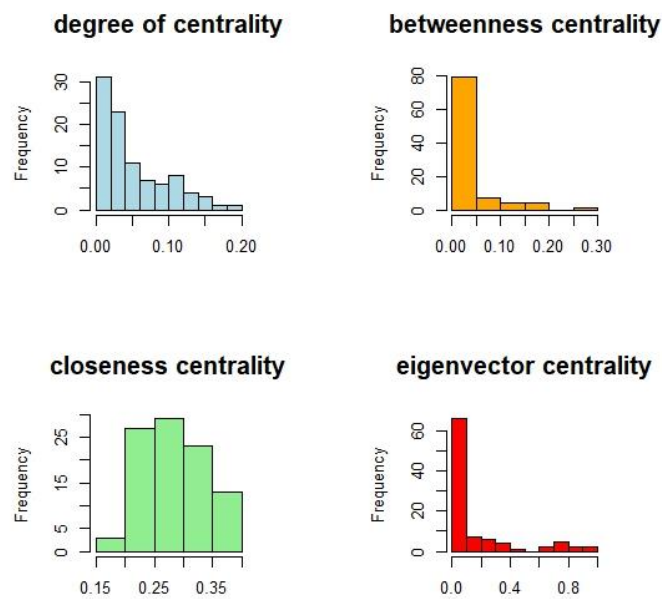 degree of centrality
Frequency
0 10 20 30
0.00 0.10 0.20
betweenness centrality
Frequency
0 20 40 60 80
0.00 0.10 0.20 0.30
closeness centrality
Frequency
0 5 15 25
0.15 0.25 0.35
eigenvector centrality
Frequency
0 20 40 60
0.0 0.4 0.8